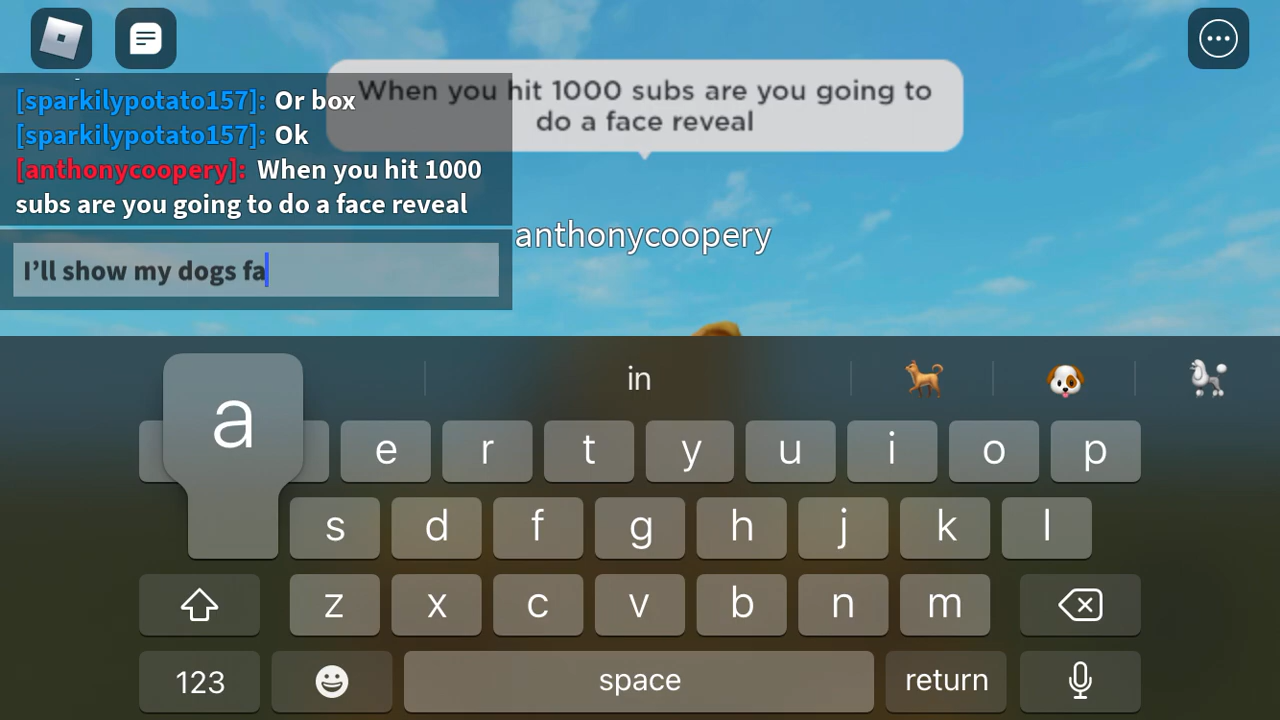 [sparkilypotato157]: Or box
[sparkilypotato157]: Ok
[anthonycoopery]: When you hit 1000
subs are you going to do a face reveal
When you hit 1000 subs are you going to
do a face reveal
anthonycoopery
I'll show my dogs fa
in
a
e r t y u i o p
s d f g h j k l
z x c v b n m
123 space return